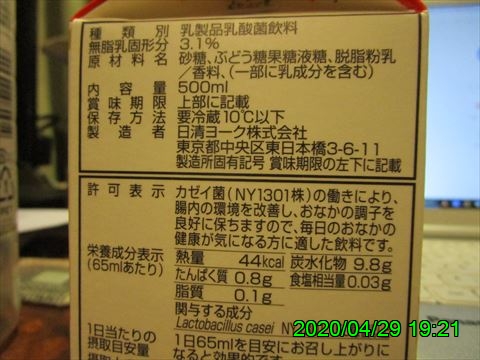 種類別 乳製品乳酸菌飲料
無脂乳固形分 3.1%
原材料名 砂糖、ぶどう糖果糖液糖、脱脂粉乳
/香料、(一部に乳成分を含む)
内容量 500ml
賞味期限 上部に記載
保存方法 要冷蔵10℃以下
製造者 日清ヨーク株式会社
東京都中央区東日本橋3-6-11
製造所固有記号 賞味期限の左下に記載
許可表示 カゼイ菌(NY1301株)の働きにより、
腸内の環境を改善し、おなかの調子を
良好に保ちますので、毎日のおなかの
健康が気になる方に適した飲料です。
栄養成分表示 熱量 44kcal 炭水化物 9.8g
(65mlあたり) たんぱく質 0.8g 食塩相当量 0.03g
脂質 0.1g
関与する成分
Lactobacillus casei NY
2020/04/29 19:21
1日当たりの 1日65mlを目安にお召し上がりに
摂取目安量 なると効果的です